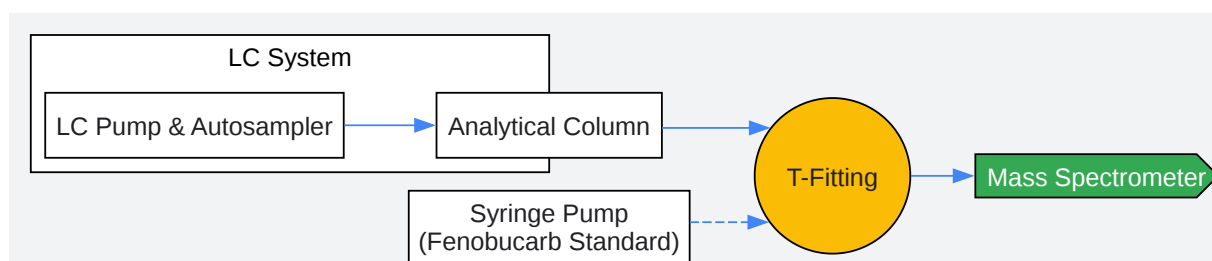 LC System
LC Pump & Autosampler
Analytical Column
T-Fitting
Mass Spectrometer
Syringe Pump
(Fenobucarb Standard)